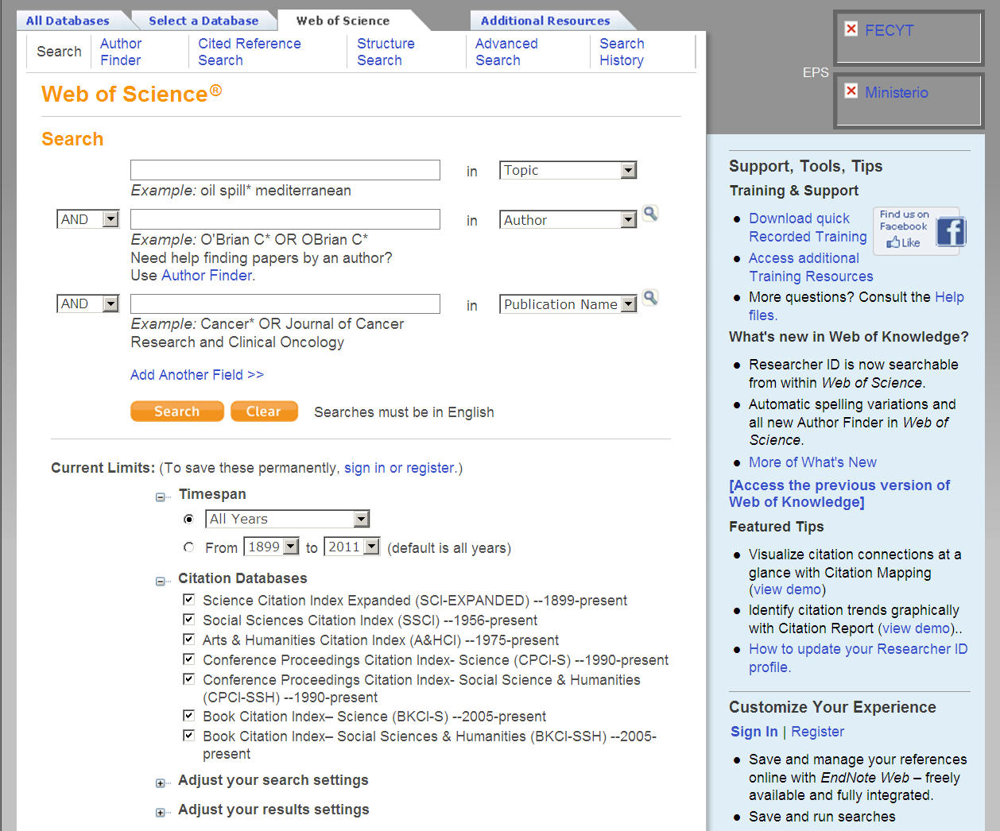 All Databases
Select a Database
Web of Science
Additional Resources
Search
Author Finder
Cited Reference Search
Structure Search
Advanced Search
Search History
FECYT
EPS
Ministerio
Web of Science®
Search
in Topic
Example: oil spill* mediterranean
AND in Author
Example: O'Brian C* OR OBrian C*
Need help finding papers by an author?
Use Author Finder.
AND in Publication Name
Example: Cancer* OR Journal of Cancer
Research and Clinical Oncology
Add Another Field >>
Search Clear Searches must be in English
Current Limits: (To save these permanently, sign in or register.)
Timespan
All Years
From 1899 to 2011 (default is all years)
Citation Databases
Science Citation Index Expanded (SCI-EXPANDED) --1899-present
Social Sciences Citation Index (SSCI) --1956-present
Arts & Humanities Citation Index (A&HCI) --1975-present
Conference Proceedings Citation Index- Science (CPCI-S) --1990-present
Conference Proceedings Citation Index- Social Science & Humanities
(CPCI-SSH) --1990-present
Book Citation Index– Science (BKCI-S) --2005-present
Book Citation Index– Social Sciences & Humanities (BKCI-SSH) --2005-
present
Adjust your search settings
Adjust your results settings
Support, Tools, Tips
Training & Support
Download quick
Recorded Training
Find us on
Facebook
Like
f
Access additional
Training Resources
More questions? Consult the Help
files.
What's new in Web of Knowledge?
Researcher ID is now searchable
from within Web of Science.
Automatic spelling variations and
all new Author Finder in Web of
Science.
More of What's New
[Access the previous version of
Web of Knowledge]
Featured Tips
Visualize citation connections at a
glance with Citation Mapping
(view demo)
Identify citation trends graphically
with Citation Report (view demo)..
How to update your Researcher ID
profile.
Customize Your Experience
Sign In | Register
Save and manage your references
online with EndNote Web – freely
available and fully integrated.
Save and run searches